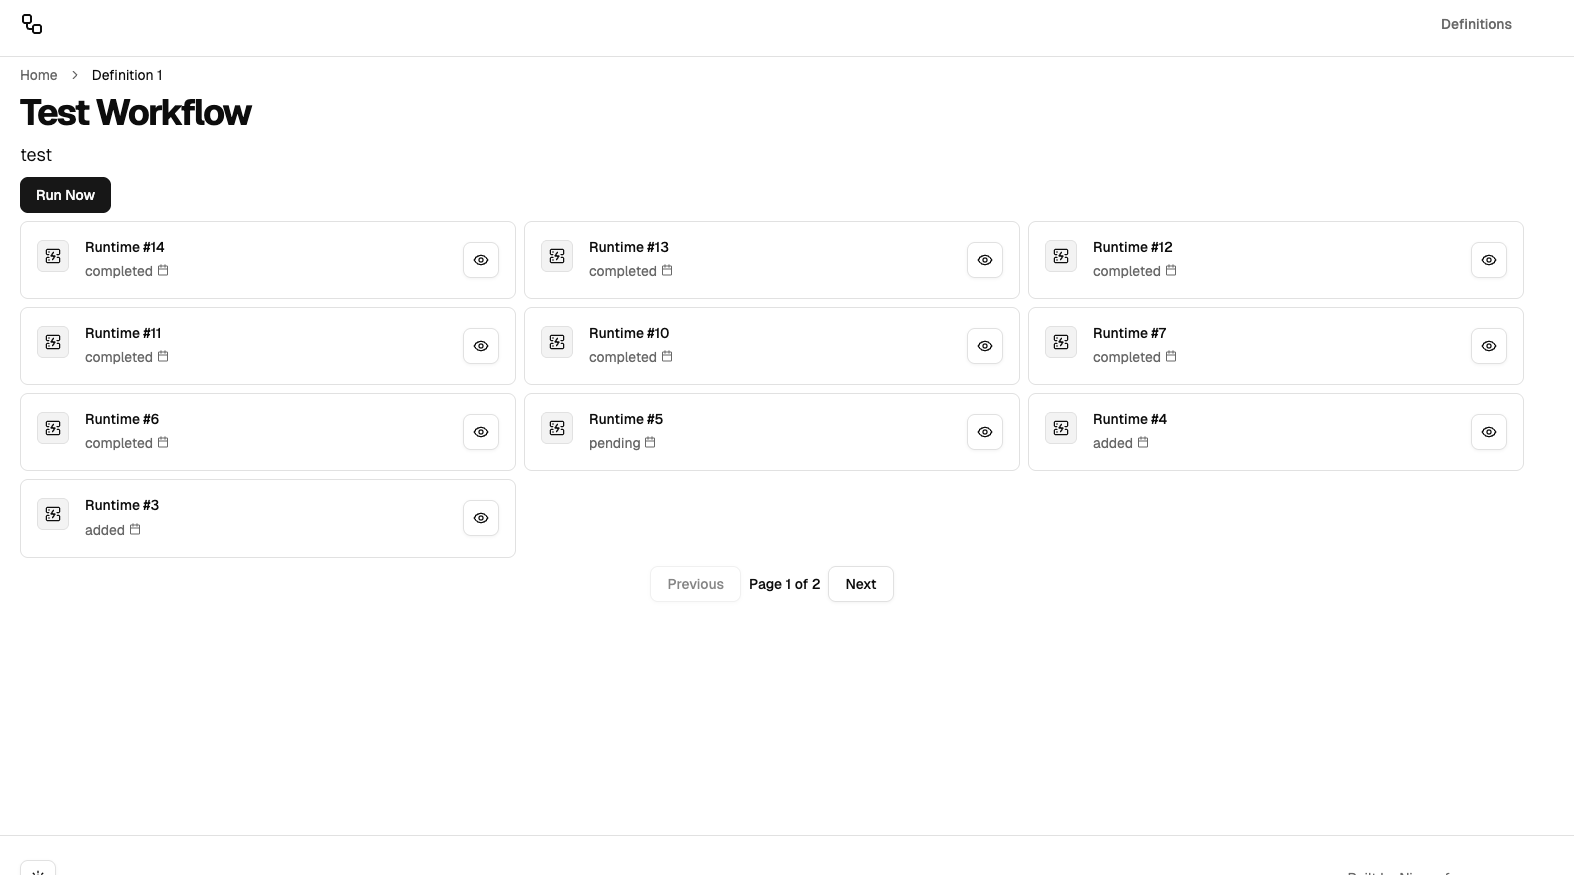 Definitions
Home > Definition 1
Test Workflow
test
Run Now
Runtime #14
completed
Runtime #13
completed
Runtime #12
completed
Runtime #11
completed
Runtime #10
completed
Runtime #7
completed
Runtime #6
completed
Runtime #5
pending
Runtime #4
added
Runtime #3
added
Previous Page 1 of 2 Next